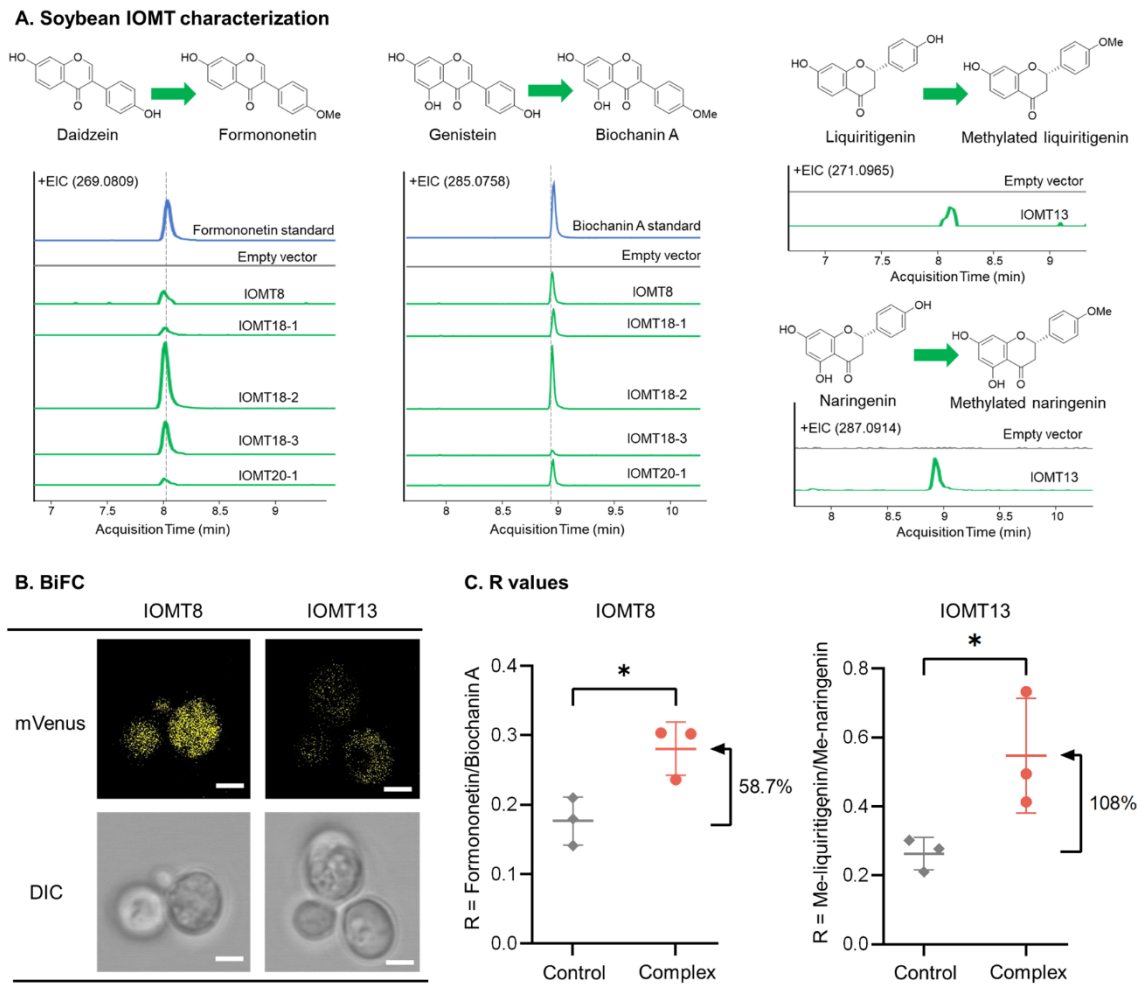 A. Soybean IOMT characterization
HO
O
O
OH
Daidzein
HO
O
O
OMe
Formononetin
HO
O
OH
O
OH
Genistein
HO
O
OH
O
OMe
Biochanin A
HO
O
O
OH
Liquiritigenin
HO
O
O
OMe
Methylated liquiritigenin
+EIC (269.0809)
Formononetin standard
Empty vector
IOMT8
IOMT18-1
IOMT18-2
IOMT18-3
IOMT20-1
7 8 9
Acquisition Time (min)
+EIC (285.0758)
Biochanin A standard
Empty vector
IOMT8
IOMT18-1
IOMT18-2
IOMT18-3
IOMT20-1
8 8.5 9 9.5 10
Acquisition Time (min)
+EIC (271.0965)
Empty vector
IOMT13
7 7.5 8 8.5 9
Acquisition Time (min)
HO
O
OH
O
OH
Naringenin
HO
O
OH
O
OMe
Methylated naringenin
+EIC (287.0914)
Empty vector
IOMT13
8 8.5 9 9.5 10
Acquisition Time (min)
B. BiFC
IOMT8 IOMT13
mVenus
DIC
C. R values
IOMT8
R = Formononetin/Biochanin A
0.4
0.3
0.2
0.1
0.0
*
58.7%
Control Complex
IOMT13
R = Me-liquiritigenin/Me-naringenin
0.8
0.6
0.4
0.2
0.0
*
108%
Control Complex